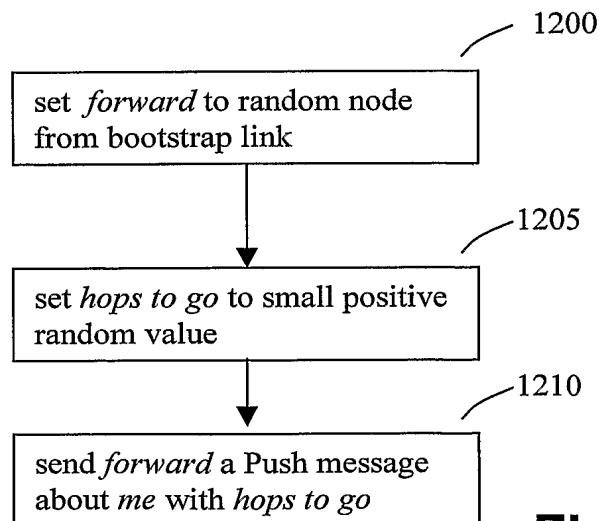 1200
set forward to random node
from bootstrap link
1205
set hops to go to small positive
random value
1210
send forward a Push message
about me with hops to go